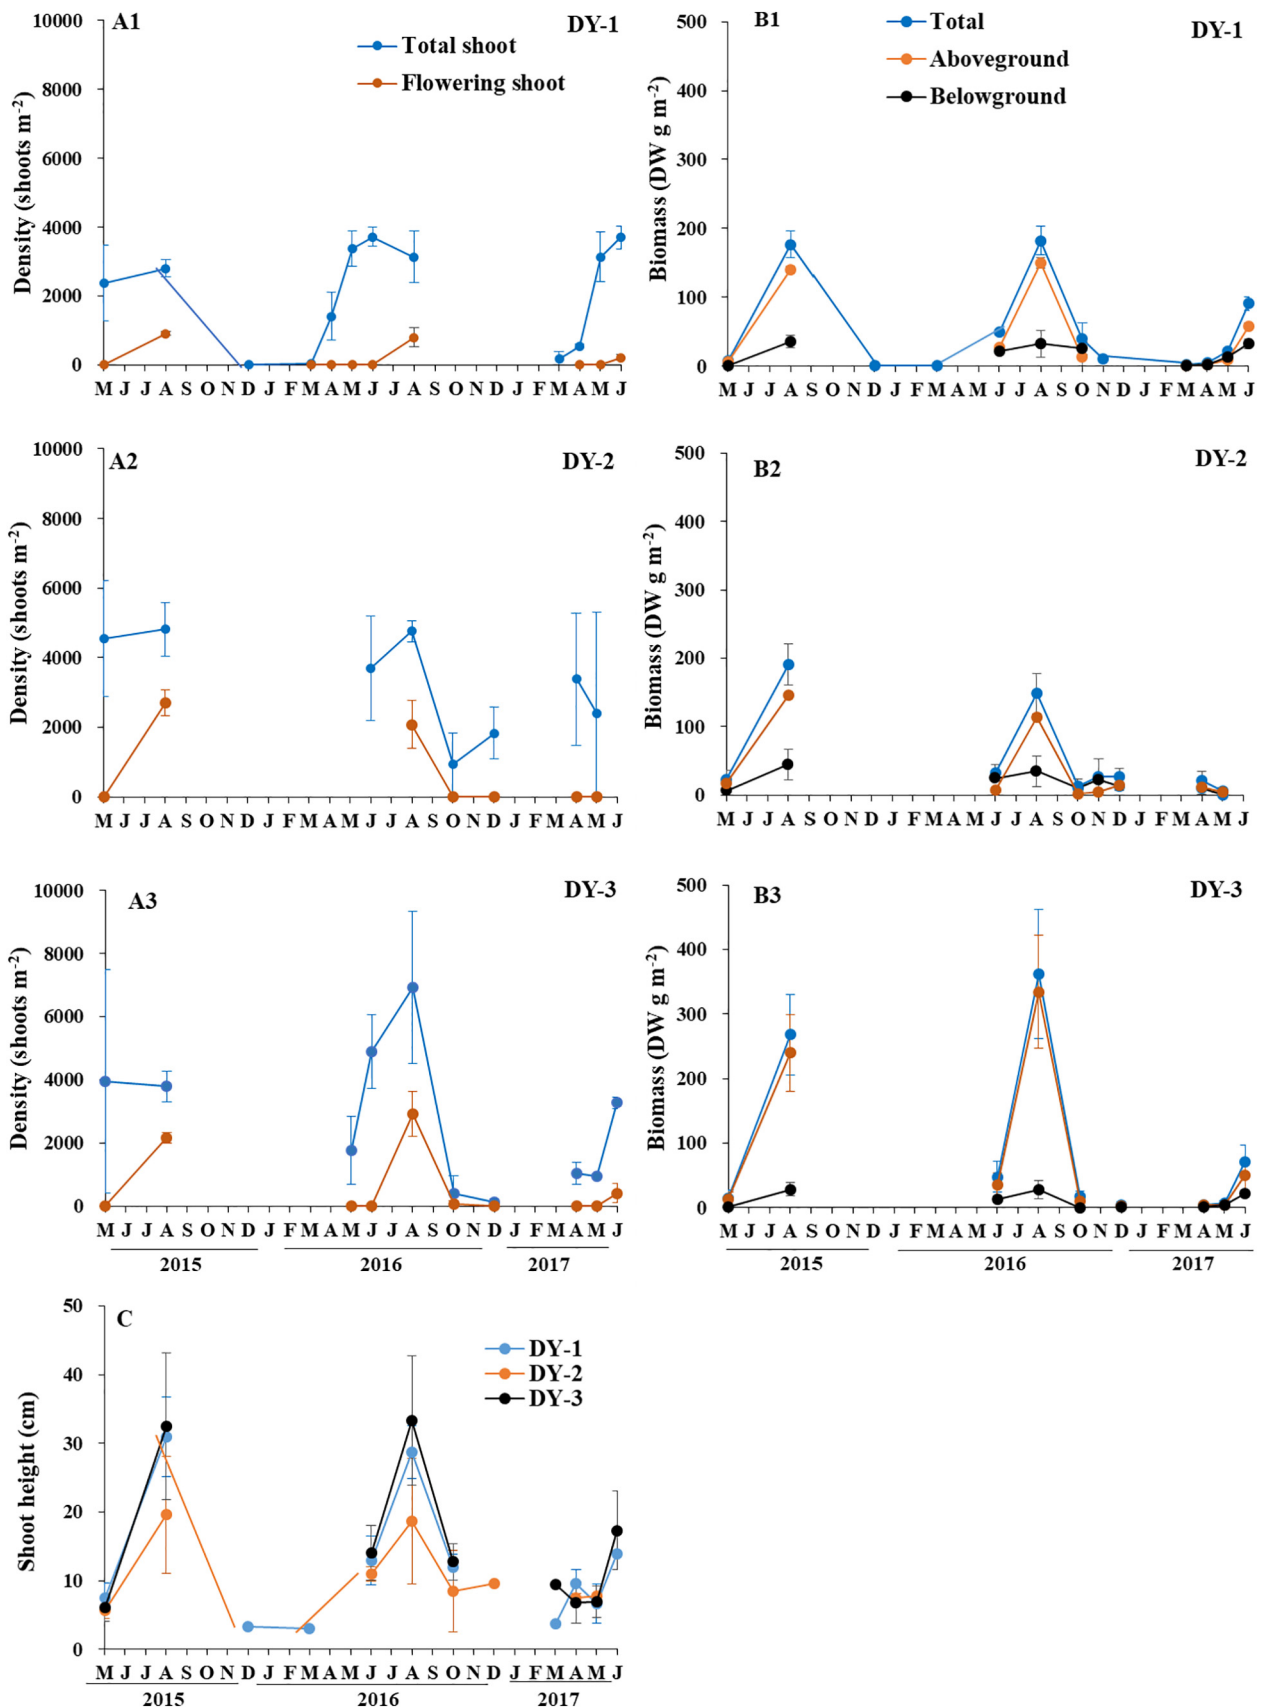 A1
DY-1
Total shoot
Flowering shoot
Density (shoots m-2)
10000
8000
6000
4000
2000
0
M J J A S O N D J F M A M J J A S O N D J F M A M J
B1
DY-1
Total
Aboveground
Belowground
Biomass (DW g m-2)
500
400
300
200
100
0
M J J A S O N D J F M A M J J A S O N D J F M A M J
A2
DY-2
Density (shoots m-2)
10000
8000
6000
4000
2000
0
M J J A S O N D J F M A M J J A S O N D J F M A M J
B2
DY-2
Biomass (DW g m-2)
500
400
300
200
100
0
M J J A S O N D J F M A M J J A S O N D J F M A M J
A3
DY-3
Density (shoots m-2)
10000
8000
6000
4000
2000
0
M J J A S O N D J F M A M J J A S O N D J F M A M J
2015 2016 2017
B3
DY-3
Biomass (DW g m-2)
500
400
300
200
100
0
M J J A S O N D J F M A M J J A S O N D J F M A M J
2015 2016 2017
C
DY-1
DY-2
DY-3
Shoot height (cm)
50
40
30
20
10
0
M J J A S O N D J F M A M J J A S O N D J F M A M J
2015 2016 2017